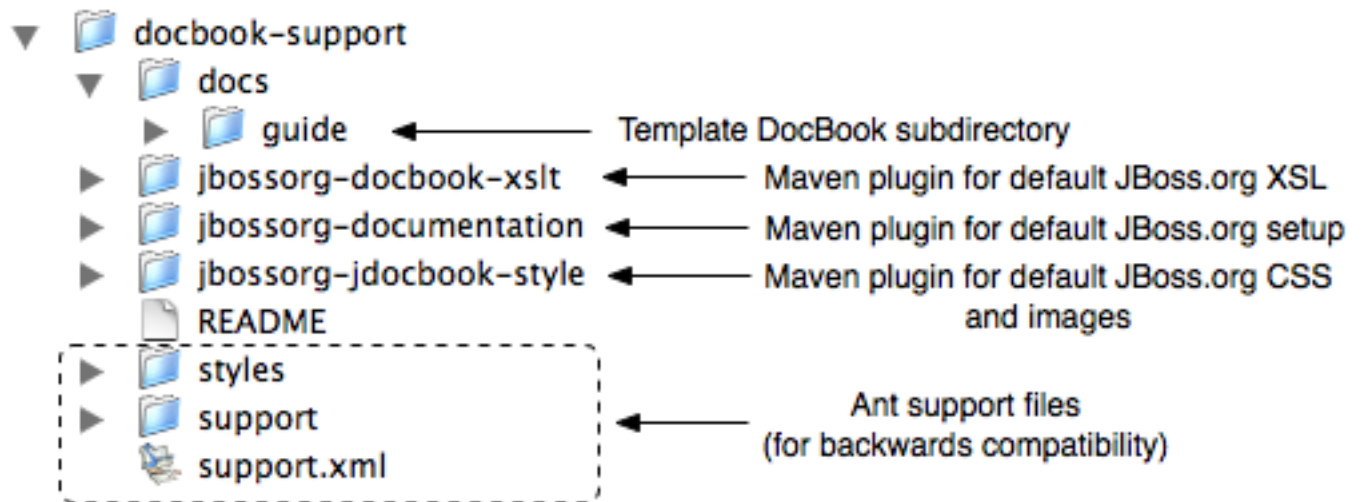 docbook-support
docs
guide
Template DocBook subdirectory
jbossorg-docbook-xslt
Maven plugin for default JBoss.org XSL
jbossorg-documentation
Maven plugin for default JBoss.org setup
jbossorg-jdocbook-style
Maven plugin for default JBoss.org CSS
and images
README
styles
support
support.xml
Ant support files
(for backwards compatibility)